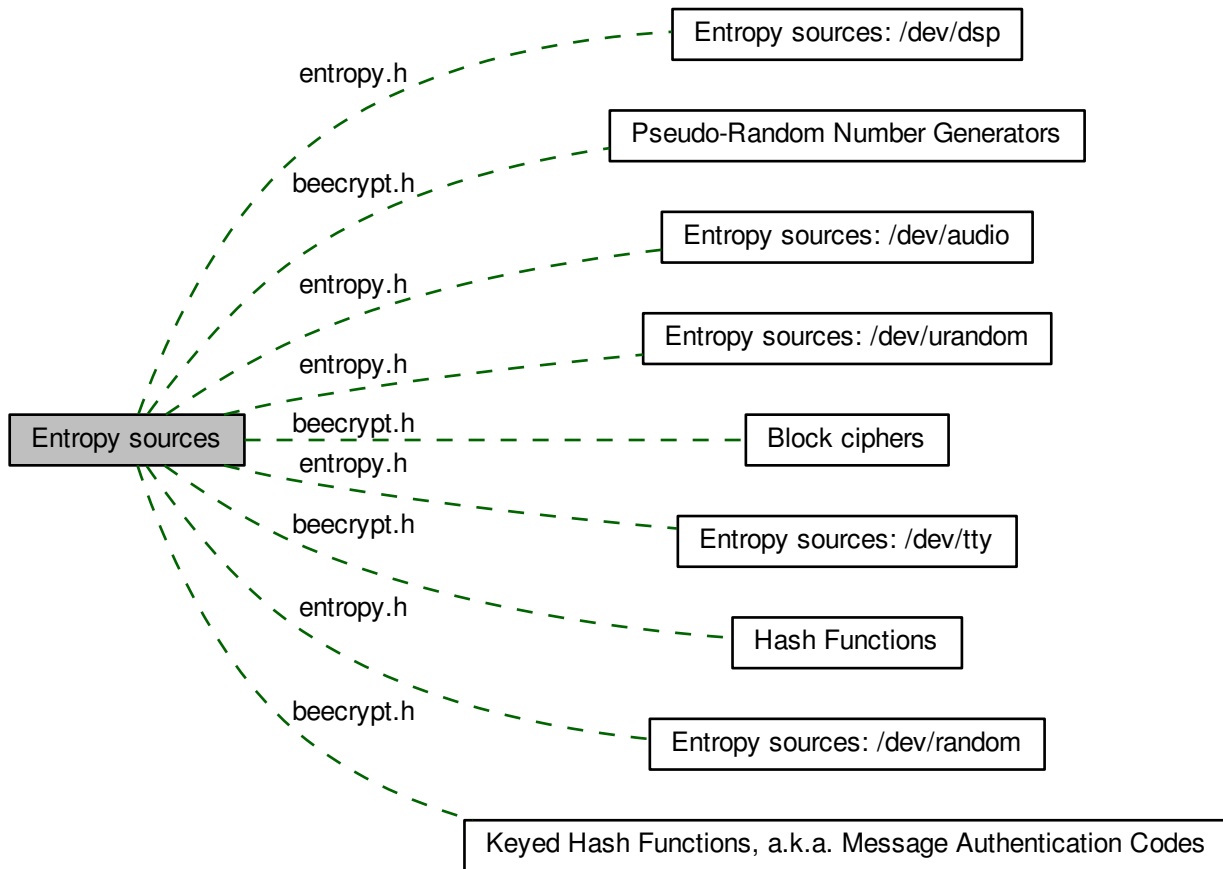 Entropy sources: /dev/dsp
entropy.h
Pseudo-Random Number Generators
beecrypt.h
Entropy sources: /dev/audio
entropy.h
Entropy sources: /dev/urandom
entropy.h
Entropy sources
beecrypt.h
Block ciphers
entropy.h
Entropy sources: /dev/tty
beecrypt.h
Hash Functions
entropy.h
Entropy sources: /dev/random
beecrypt.h
Keyed Hash Functions, a.k.a. Message Authentication Codes